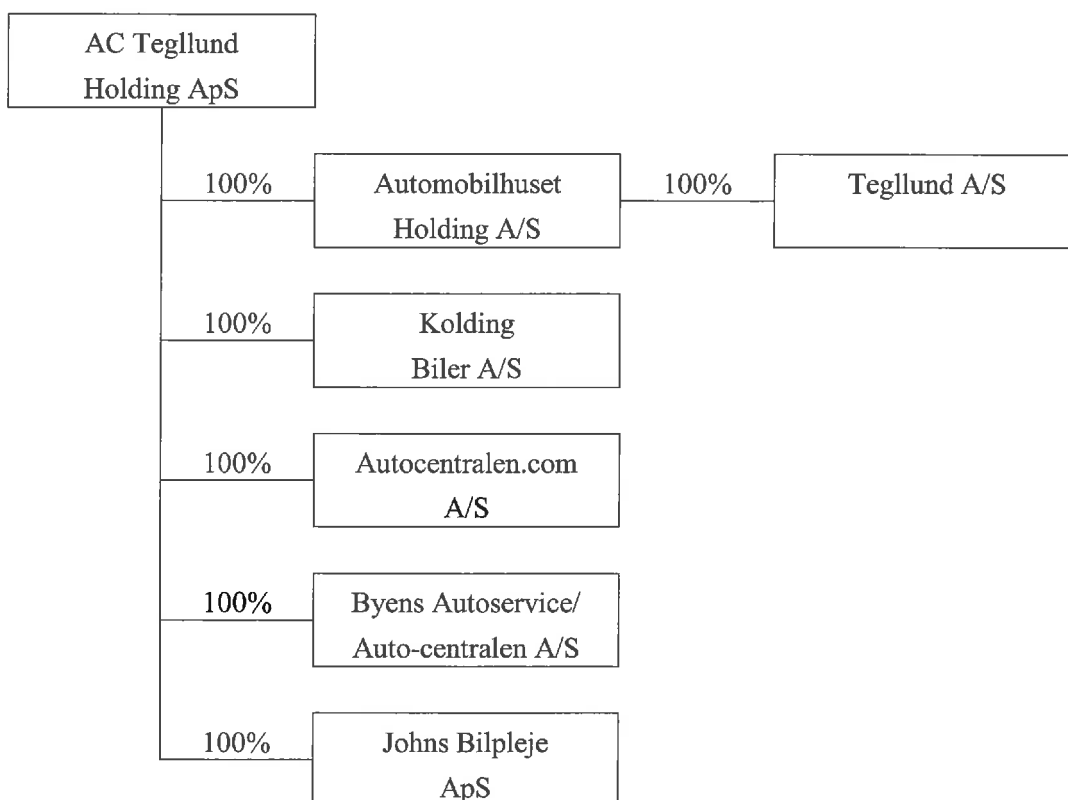 AC Tegllund
Holding ApS
100%
Automobilhuset
Holding A/S
100%
Tegllund A/S
100%
Kolding
Biler A/S
100%
Autocentralen.com
A/S
100%
Byens Autoservice/
Auto-centralen A/S
100%
Johns Bilpleje
ApS